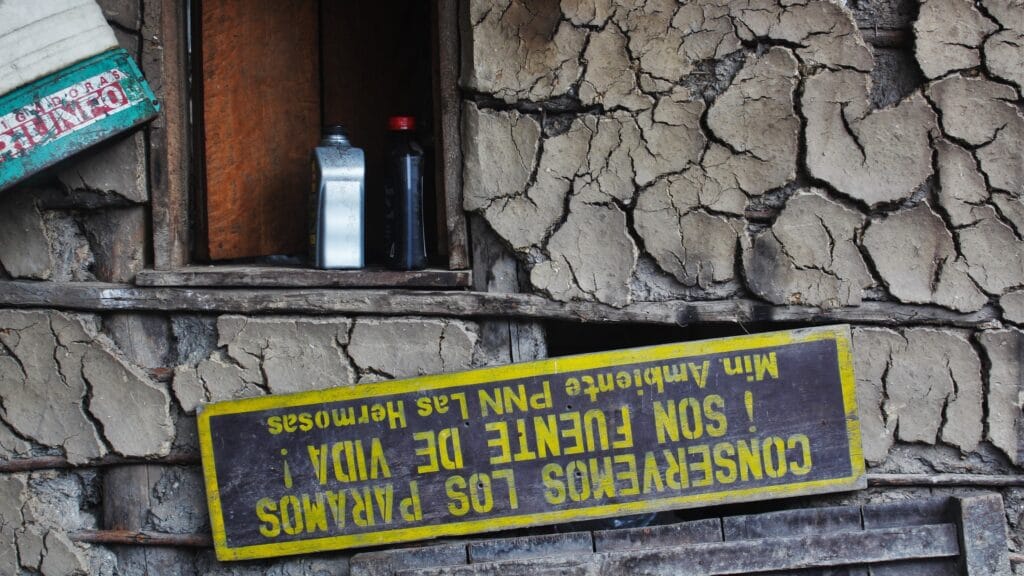 CONSERVEMOS LOS PARAMOS
¡ SON FUENTE DE VIDA !
Min. Ambiente PNN Las Hermosas